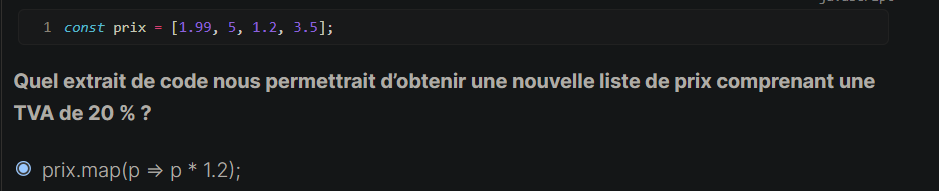 1 const prix = [1.99, 5, 1.2, 3.5];
Quel extrait de code nous permettrait d’obtenir une nouvelle liste de prix comprenant une
TVA de 20 % ?
prix.map(p => p * 1.2);